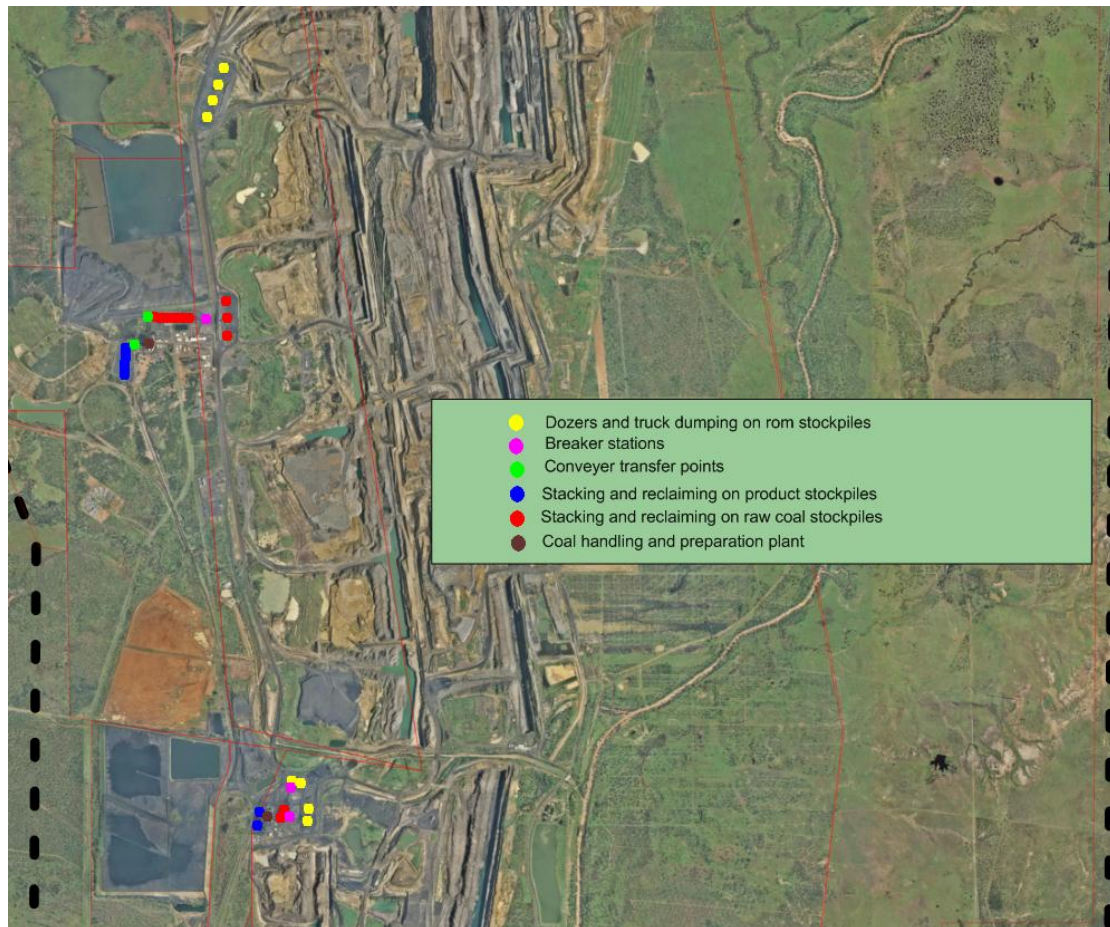 Dozers and truck dumping on rom stockpiles
Breaker stations
Conveyer transfer points
Stacking and reclaiming on product stockpiles
Stacking and reclaiming on raw coal stockpiles
Coal handling and preparation plant